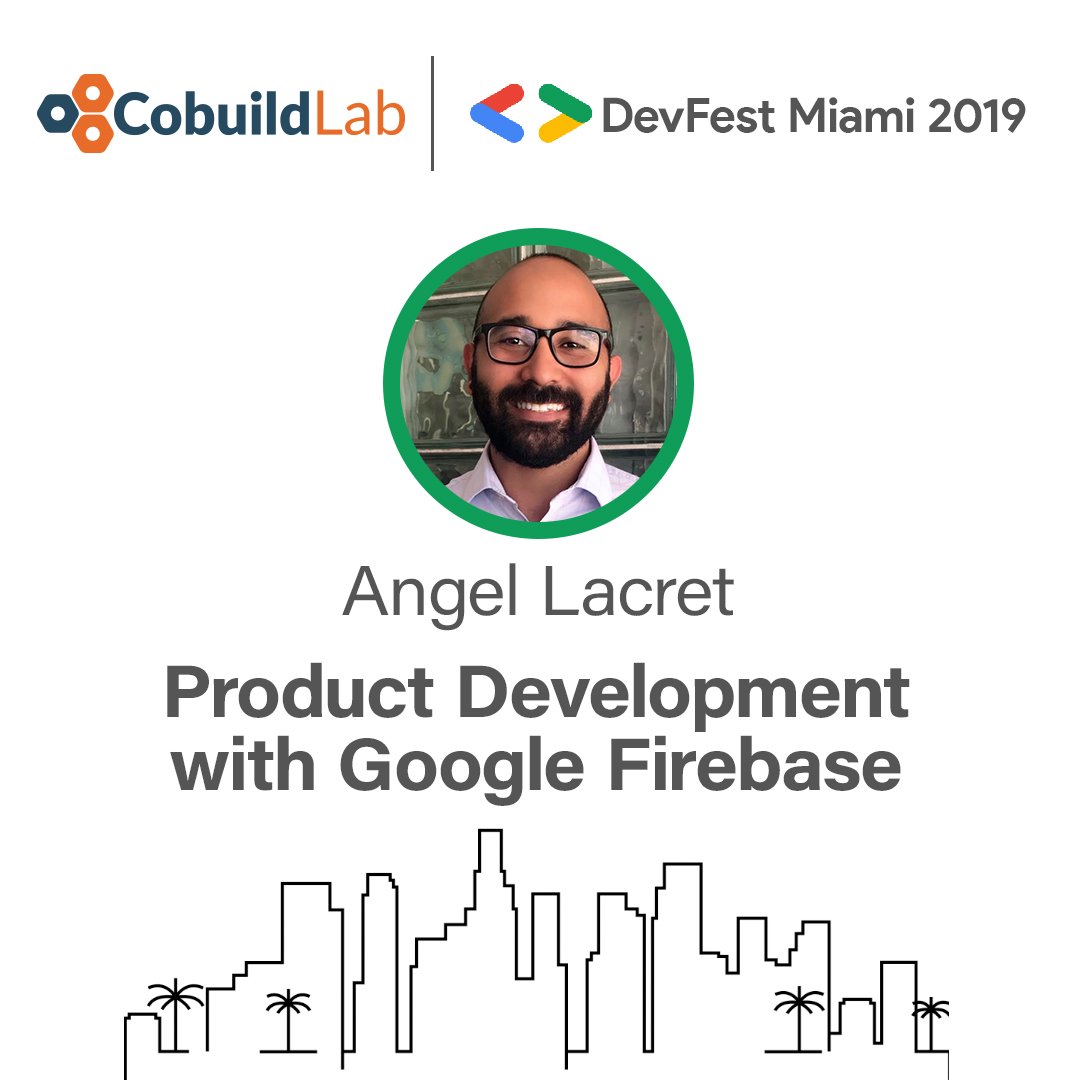 CobuildLab
DevFest Miami 2019
Angel Lacret
Product Development
with Google Firebase